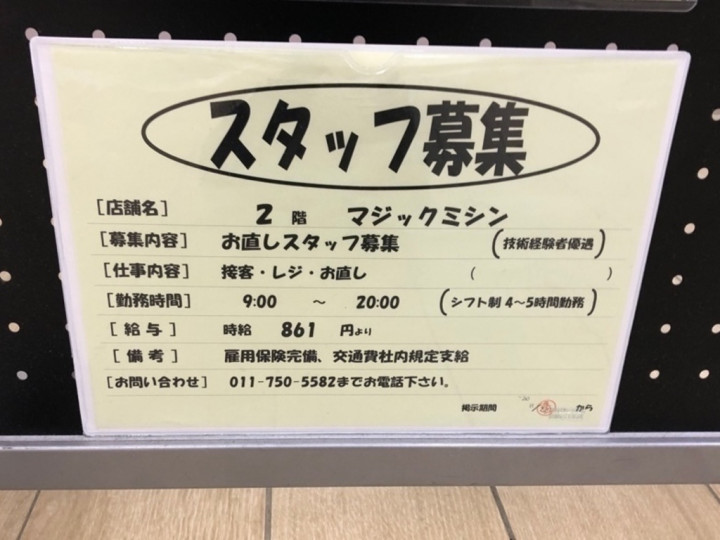 スタッフ募集
[店舗名] 2 階 マジックミシン
[募集内容] お直しスタッフ募集 (技術経験者優遇)
[仕事内容] 接客・レジ・お直し ( )
[勤務時間] 9:00 ～ 20:00 (シフト制 4～5時間勤務)
[給与] 時給 861 円より
[備考] 雇用保険完備、交通費社内規定支給
[お問い合わせ] 011-750-5582までお電話下さい。
掲示期間 から